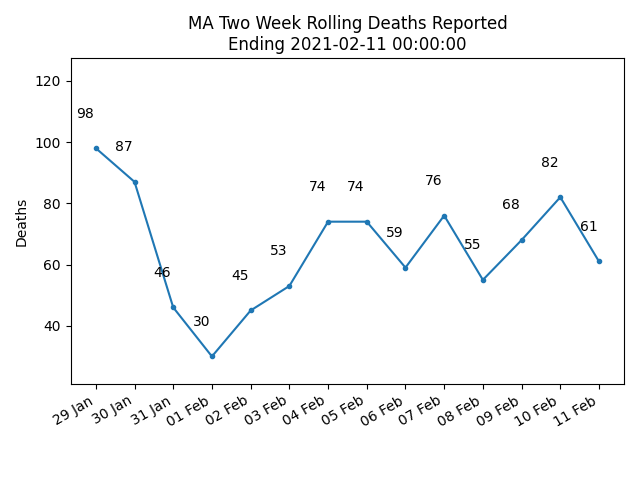 MA Two Week Rolling Deaths Reported
Ending 2021-02-11 00:00:00
Deaths
120
100
80
60
40
98
87
46
30
45
53
74
74
59
76
55
68
82
61
29 Jan
30 Jan
31 Jan
01 Feb
02 Feb
03 Feb
04 Feb
05 Feb
06 Feb
07 Feb
08 Feb
09 Feb
10 Feb
11 Feb